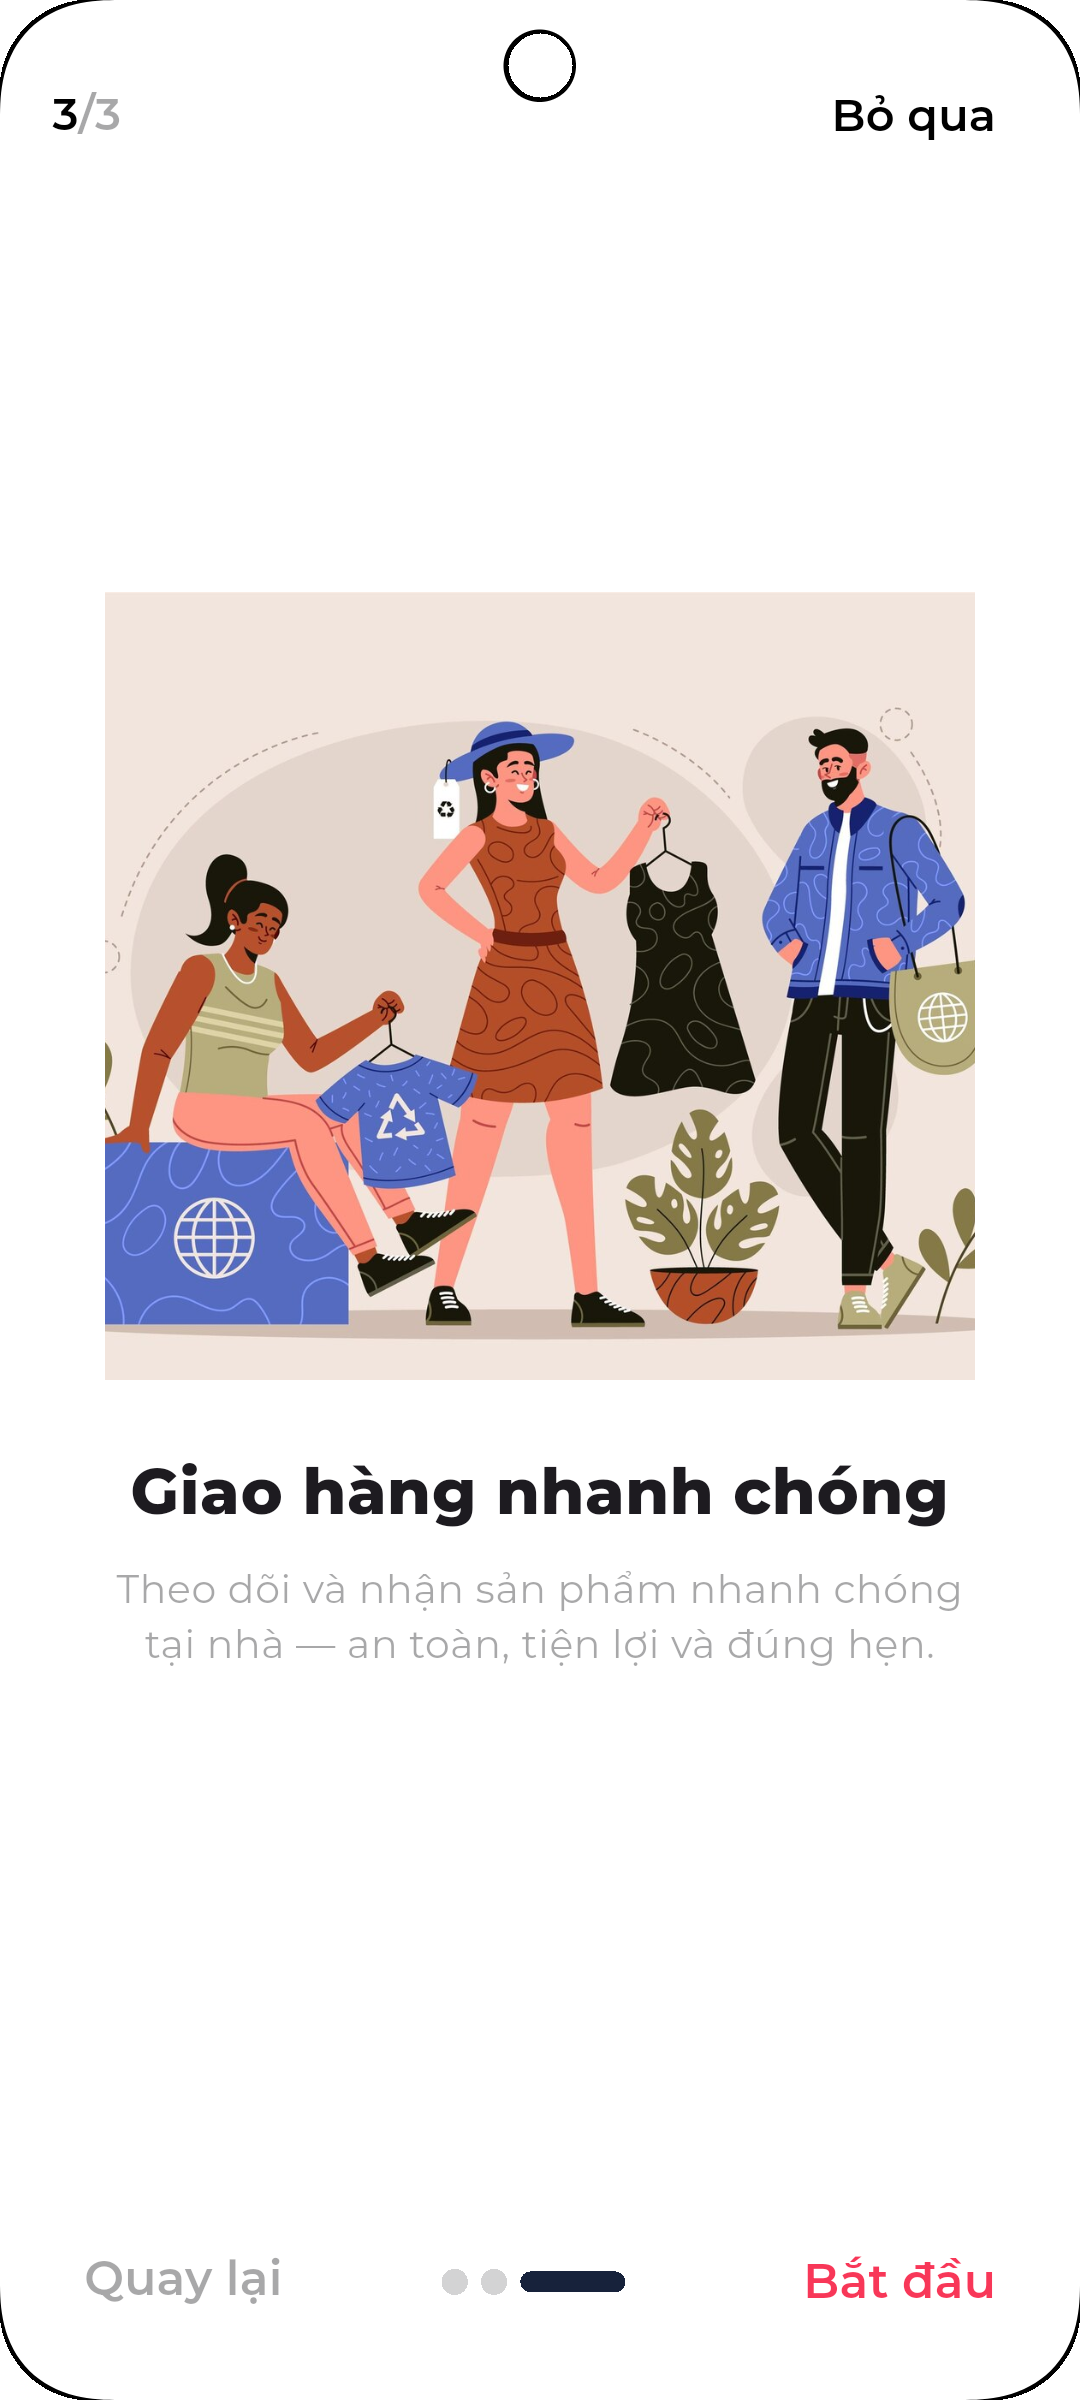 3/3
Bỏ qua
Giao hàng nhanh chóng
Theo dõi và nhận sản phẩm nhanh chóng
tại nhà — an toàn, tiện lợi và đúng hẹn.
Quay lại
Bắt đầu